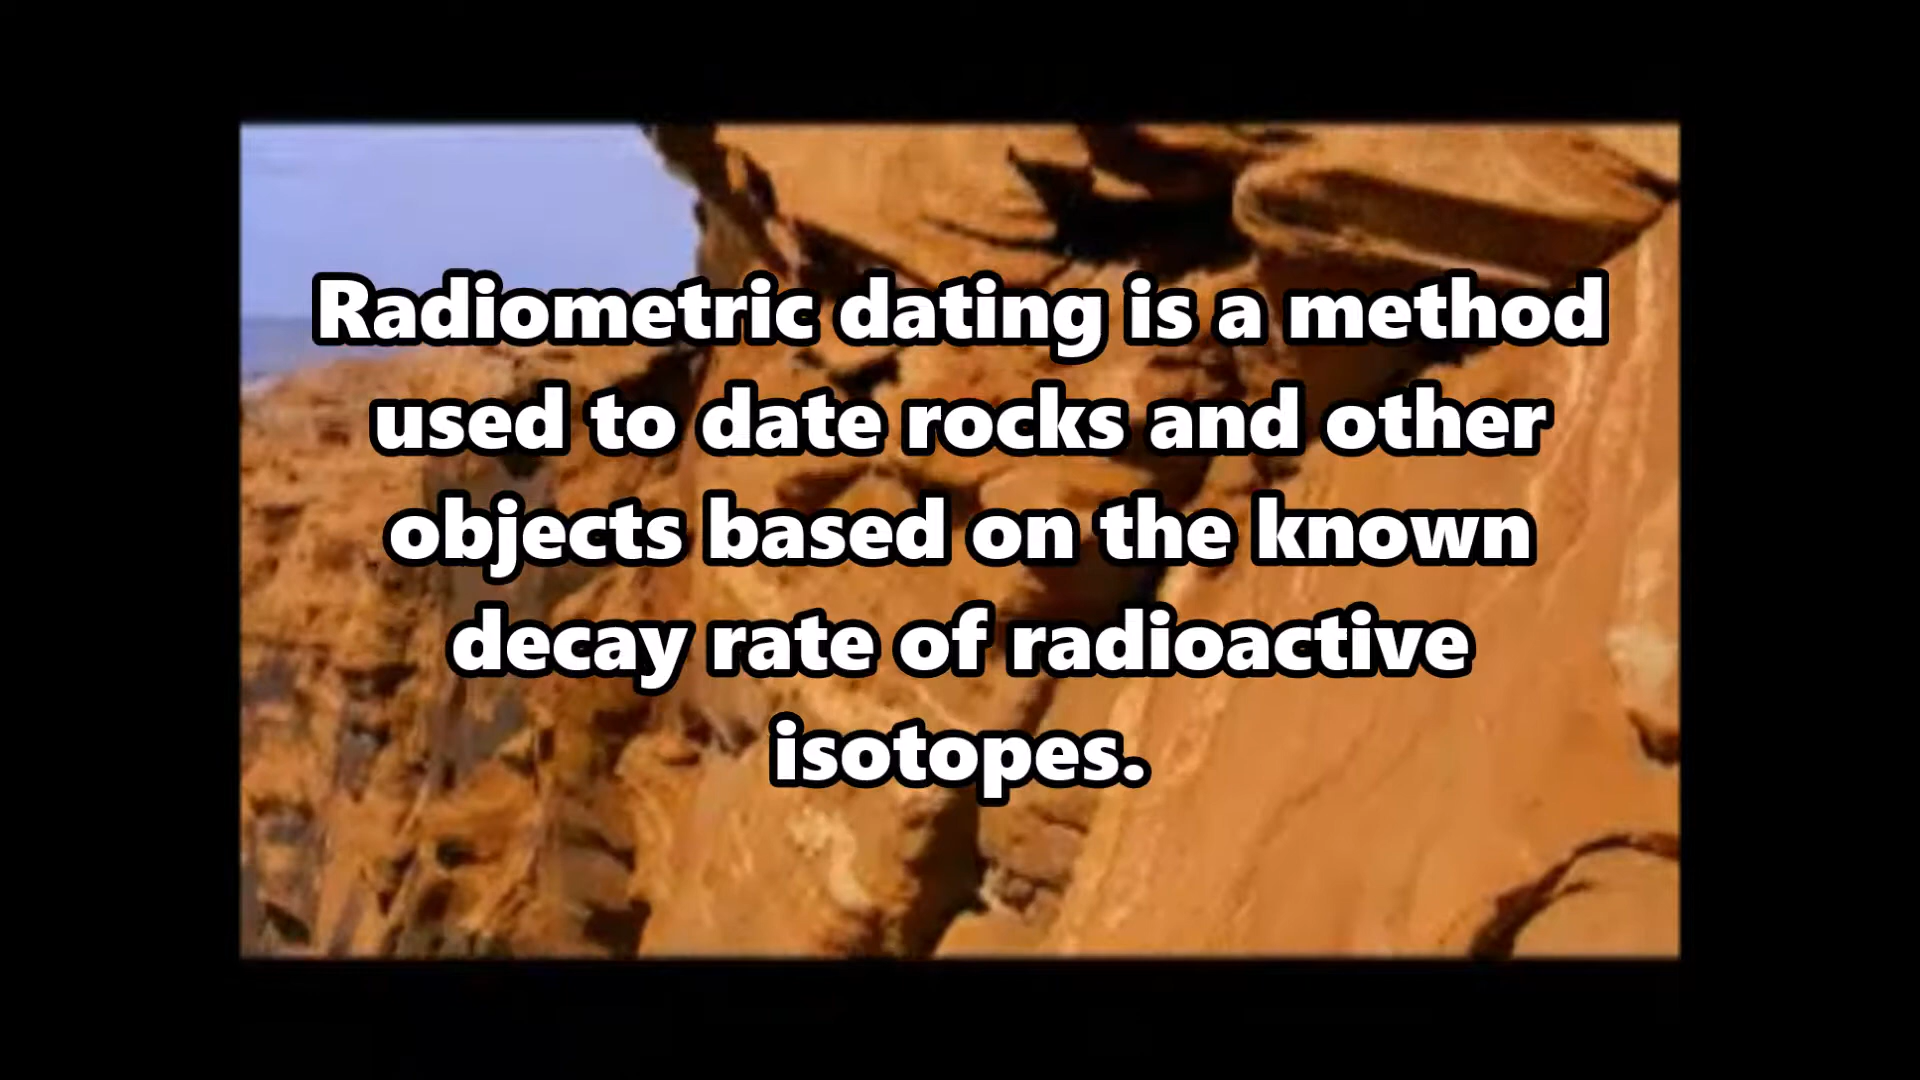 Radiometric dating is a method
used to date rocks and other
objects based on the known
decay rate of radioactive
isotopes.